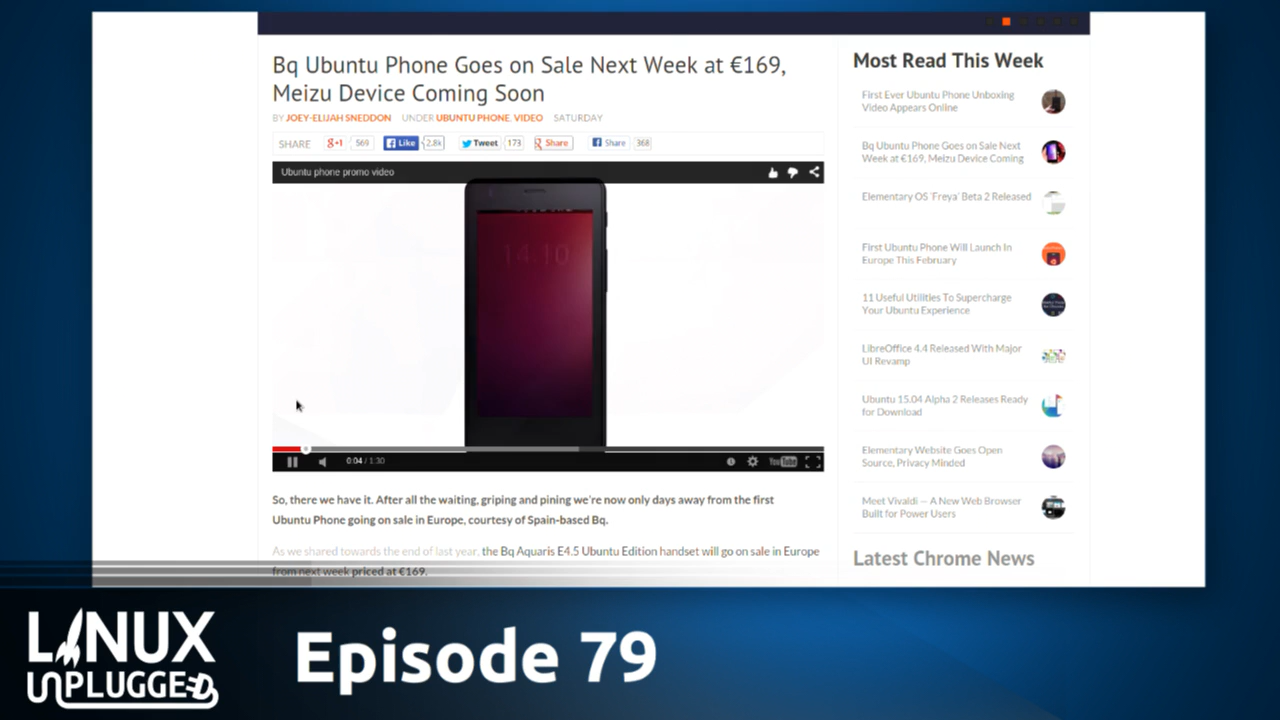 Bq Ubuntu Phone Goes on Sale Next Week at €169,
Meizu Device Coming Soon
BY JOEY-ELIJAH SNEDDON UNDER UBUNTU PHONE, VIDEO SATURDAY
SHARE g+1 569 Like 2.8k Tweet 173 Share Share 368
Ubuntu phone promo video
14:10
0:04 / 1:30 YouTube
So, there we have it. After all the waiting, griping and pining we're now only days away from the first
Ubuntu Phone going on sale in Europe, courtesy of Spain-based Bq.
As we shared towards the end of last year, the Bq Aquaris E4.5 Ubuntu Edition handset will go on sale in Europe
from next week priced at €169.
Most Read This Week
First Ever Ubuntu Phone Unboxing
Video Appears Online
Bq Ubuntu Phone Goes on Sale Next
Week at €169, Meizu Device Coming
Elementary OS 'Freya' Beta 2 Released
First Ubuntu Phone Will Launch In
Europe This February
11 Useful Utilities To Supercharge
Your Ubuntu Experience
LibreOffice 4.4 Released With Major
UI Revamp
Ubuntu 15.04 Alpha 2 Releases Ready
for Download
Elementary Website Goes Open
Source, Privacy Minded
Meet Vivaldi — A New Web Browser
Built for Power Users
Latest Chrome News
LINUX
UNPLUGGED
Episode 79